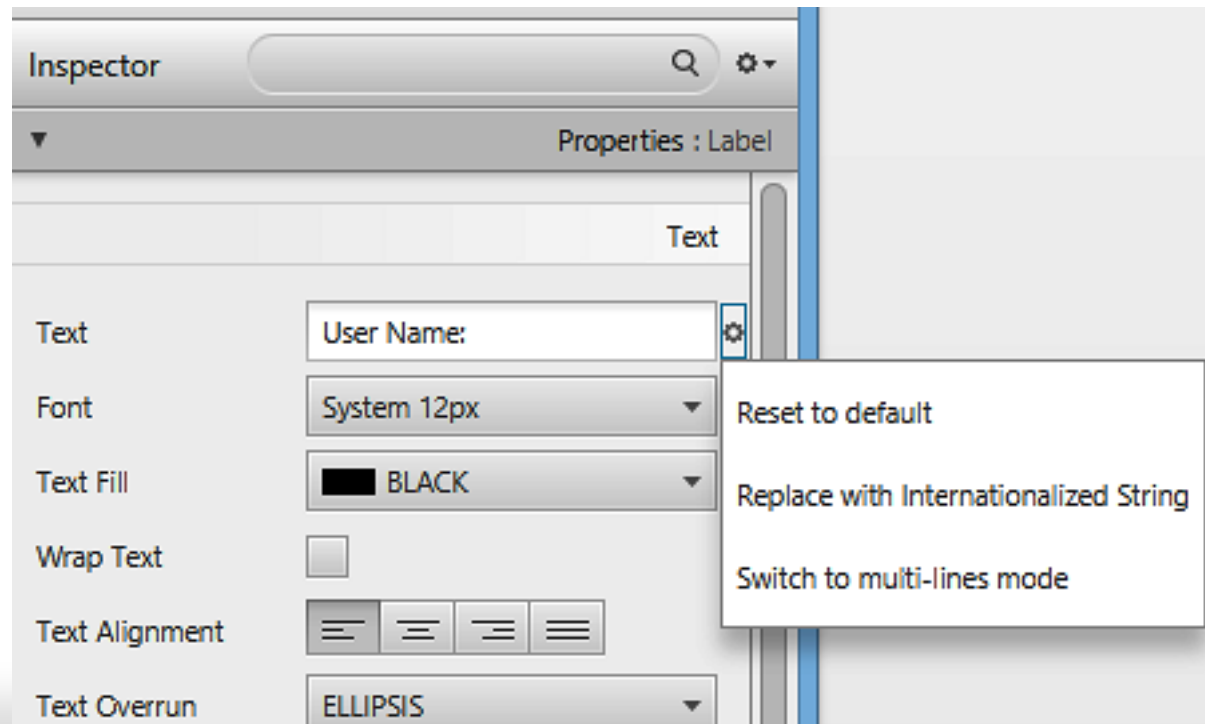 Inspector
Properties : Label
Text
Text User Name:
Font System 12px
Text Fill BLACK
Wrap Text
Text Alignment
Text Overrun ELLIPSIS
Reset to default
Replace with Internationalized String
Switch to multi-lines mode